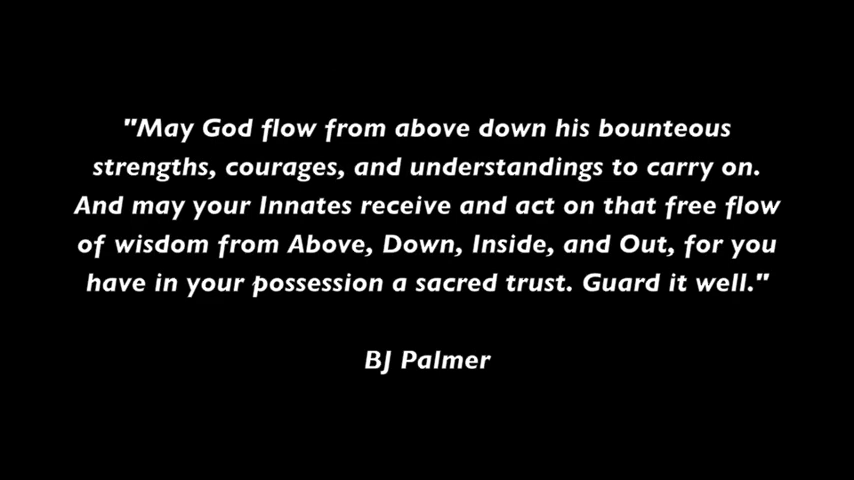 "May God flow from above down his bounteous
strengths, courages, and understandings to carry on.
And may your Innates receive and act on that free flow
of wisdom from Above, Down, Inside, and Out, for you
have in your possession a sacred trust. Guard it well."
BJ Palmer